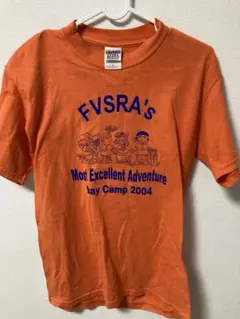 FVSRA's
Most Excellent Adventure
Day Camp 2004